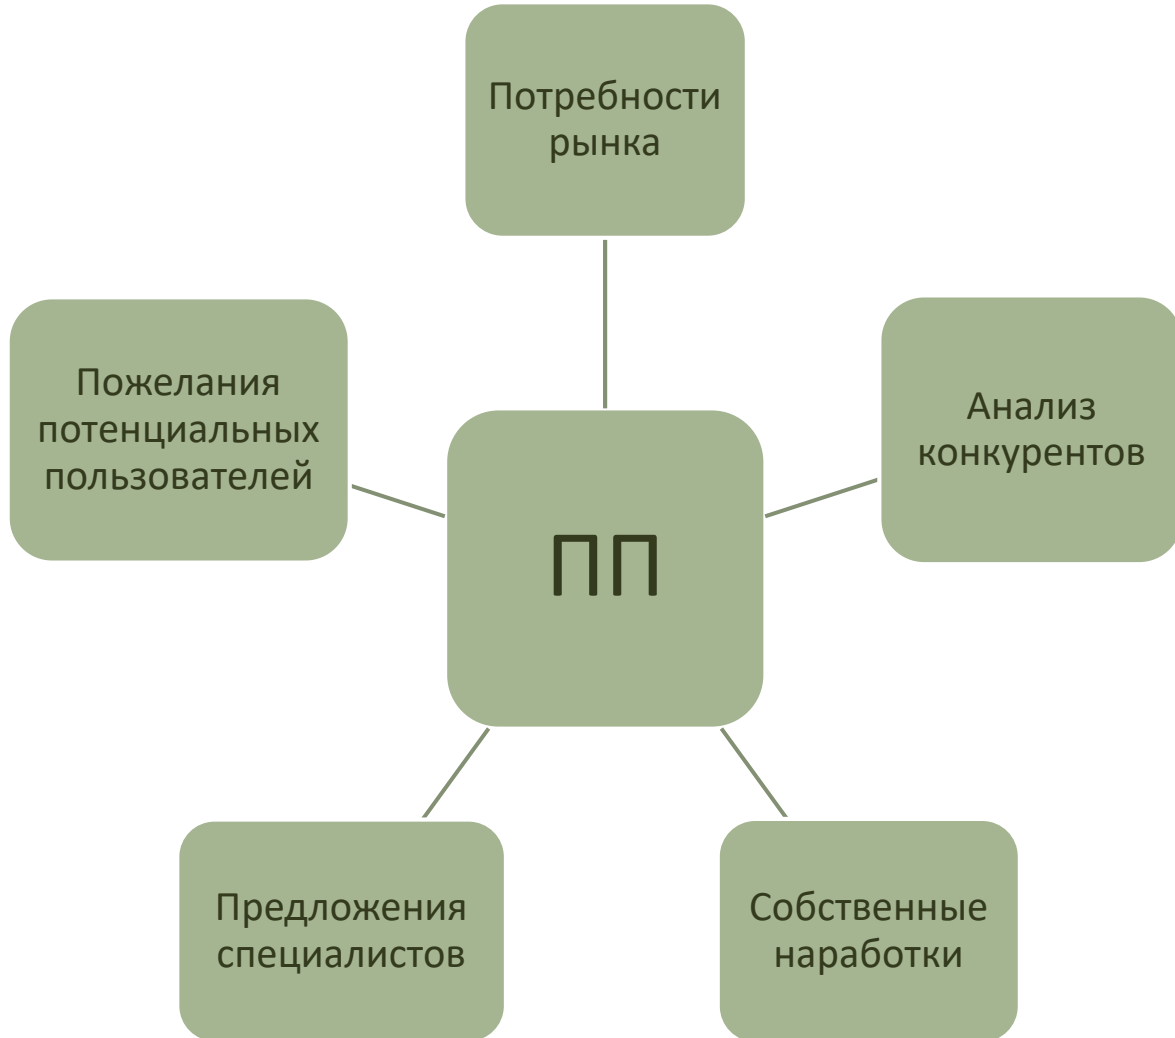 Потребности
рынка
Пожелания
потенциальных
пользователей
Анализ
конкурентов
ПП
Предложения
специалистов
Собственные
наработки